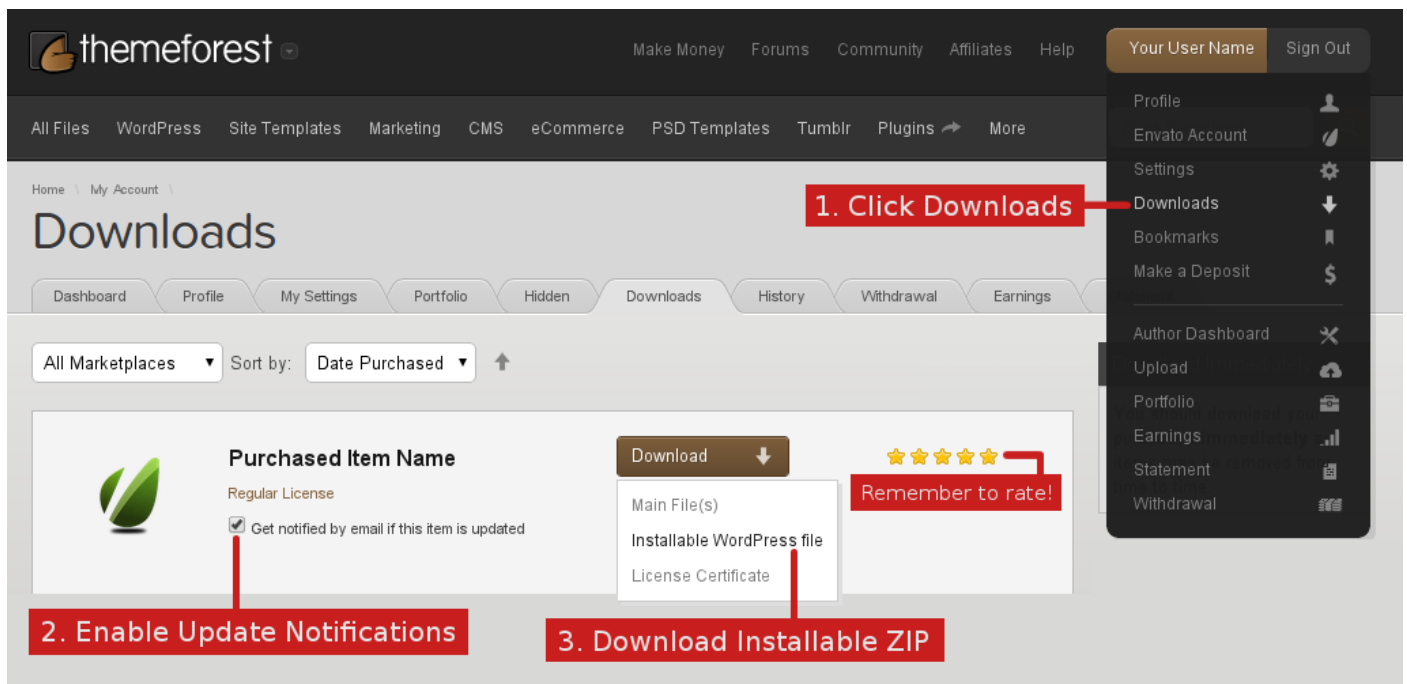 themeforest
Make Money Forums Community Affiliates Help
Your User Name Sign Out
All Files WordPress Site Templates Marketing CMS eCommerce PSD Templates Tumblr Plugins More
Profile
Envato Account
Settings
Downloads
Bookmarks
Make a Deposit
Author Dashboard
Upload
Portfolio
Earnings
Statement
Withdrawal
Home \ My Account \
Downloads
1. Click Downloads
Dashboard Profile My Settings Portfolio Hidden Downloads History Withdrawal Earnings
All Marketplaces Sort by: Date Purchased
Purchased Item Name
Regular License
Get notified by email if this item is updated
Download
Main File(s)
Installable WordPress file
License Certificate
Remember to rate!
2. Enable Update Notifications
3. Download Installable ZIP